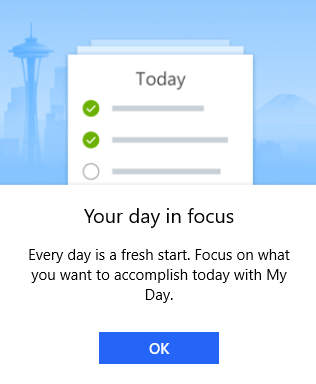 Today
Your day in focus
Every day is a fresh start. Focus on what
you want to accomplish today with My
Day.
OK